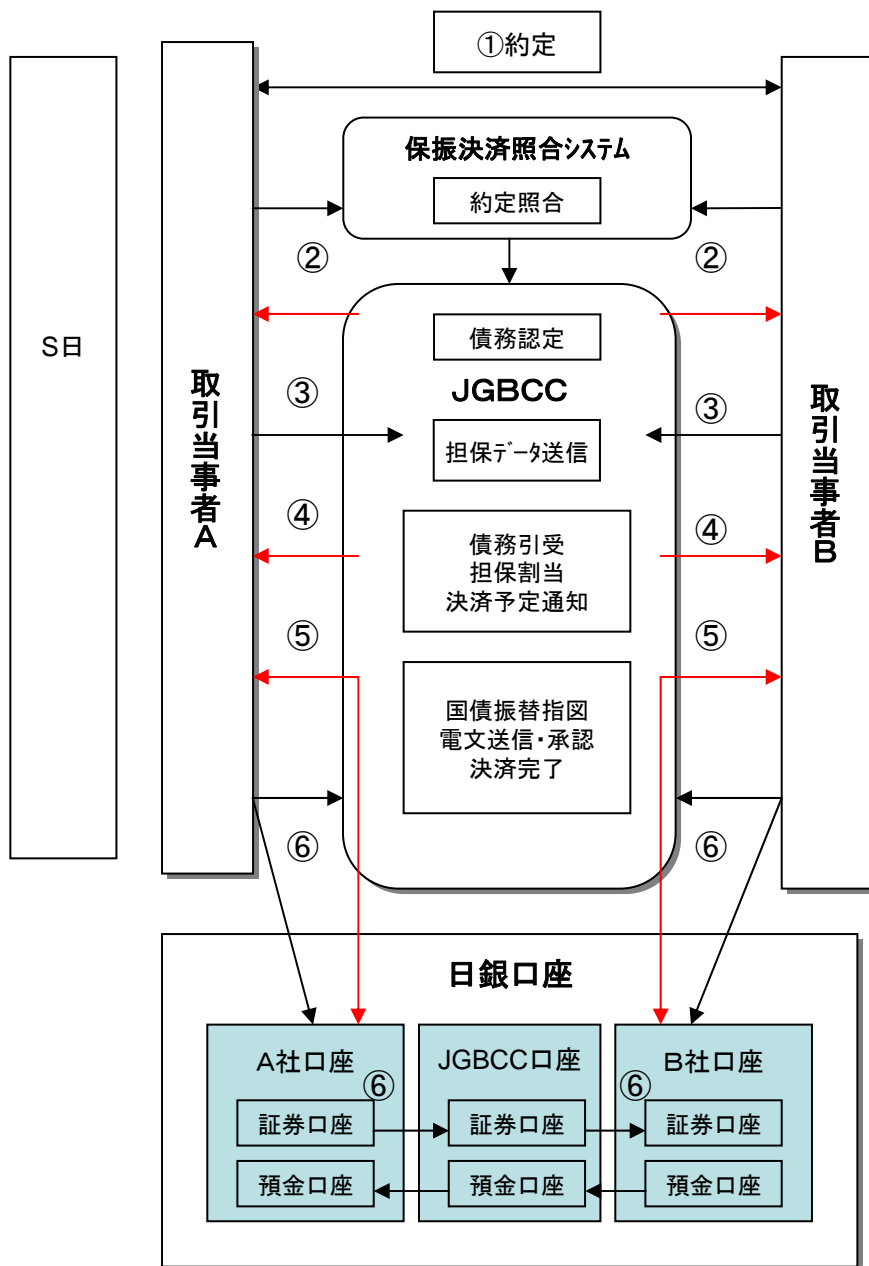 ①約定
保振決済照合ｼｽﾃﾑ
約定照合
②
②
S日
債務認定
取引当事者A
取引当事者B
JGBCC
③
③
担保ﾃﾞｰﾀ送信
④
④
債務引受
担保割当
決済予定通知
⑤
⑤
国債振替指図
電文送信・承認
決済完了
⑥
⑥
日銀口座
A社口座
JGBCC口座
B社口座
⑥
⑥
証券口座
証券口座
証券口座
預金口座
預金口座
預金口座